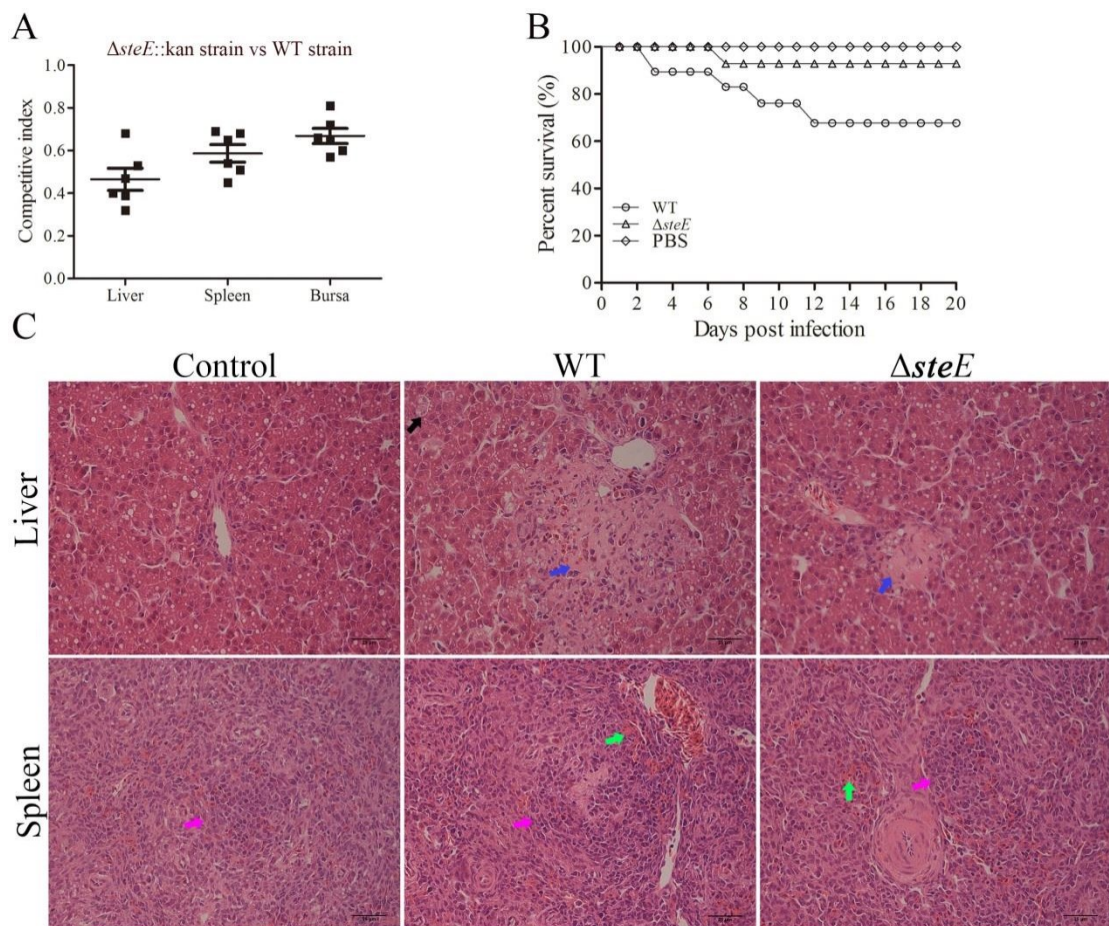 A
ΔsteE::kan strain vs WT strain
Competitive index
1.0
0.8
0.6
0.4
0.2
0.0
Liver
Spleen
Bursa
B
Percent survival (%)
100
80
60
40
20
0
WT
ΔsteE
PBS
0 2 4 6 8 10 12 14 16 18 20
Days post infection
C
Control
WT
ΔsteE
Liver
Spleen